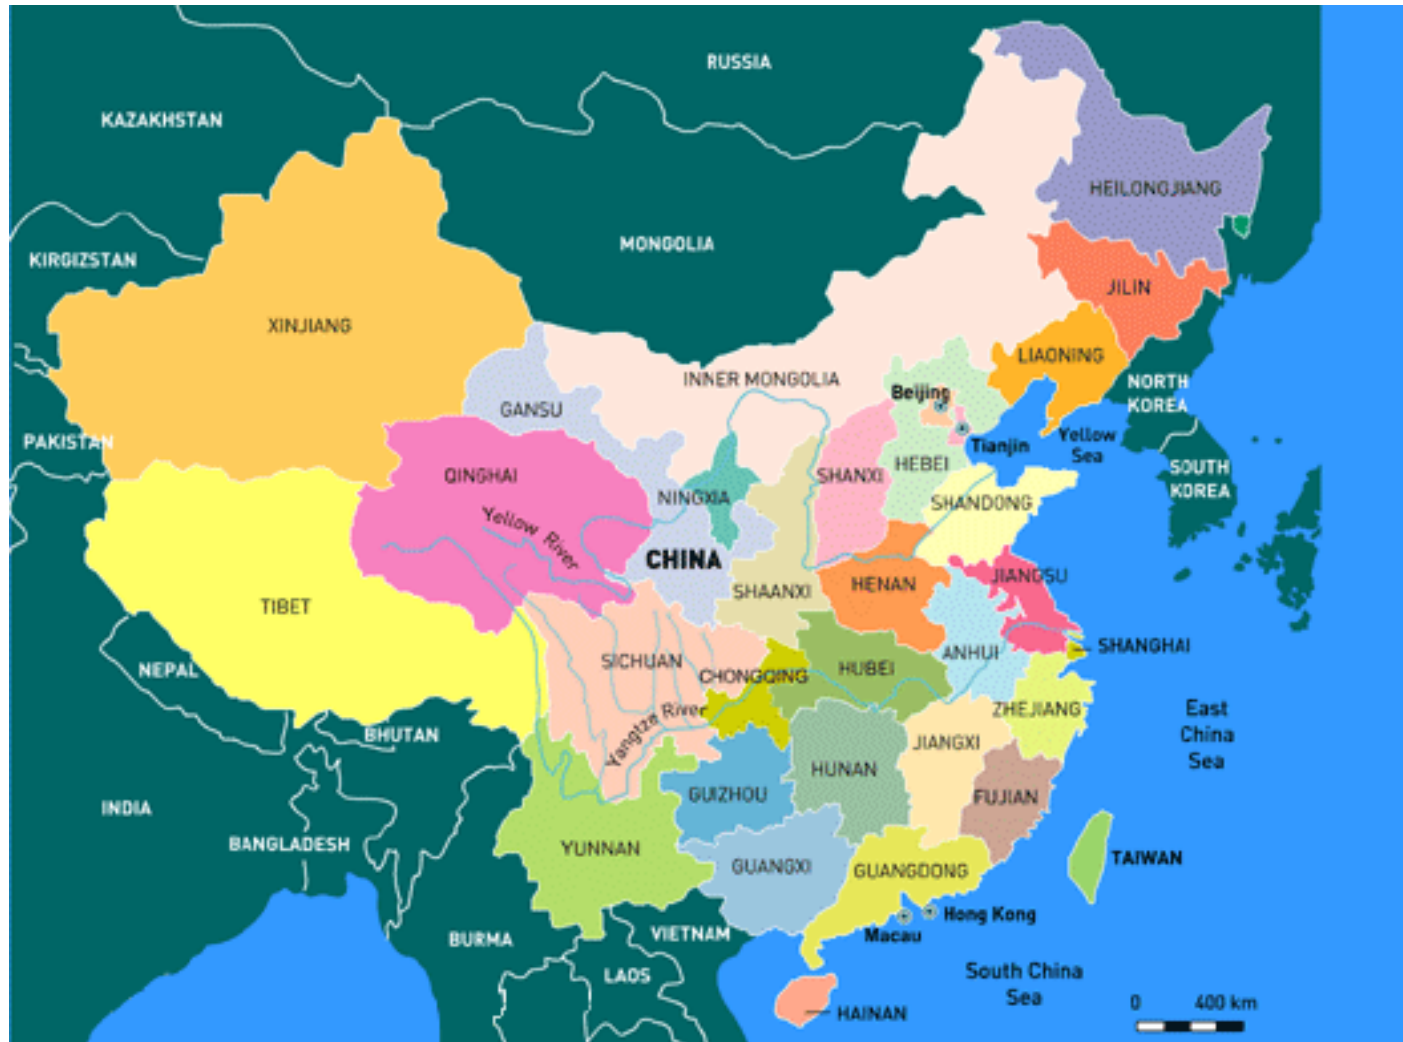 RUSSIA
KAZAKHSTAN
HEILONGJIANG
MONGOLIA
KIRGIZSTAN
JILIN
XINJIANG
LIAONING
INNER MONGOLIA
NORTH
KOREA
Beijing
GANSU
PAKISTAN
Tianjin
Yellow
Sea
HEBEI
QINGHAI
SHANXI
SOUTH
KOREA
NINGXIA
SHANDONG
Yellow River
CHINA
JIANGSU
HENAN
SHAANXI
TIBET
SHANGHAI
ANHUI
SICHUAN
HUBEI
NEPAL
CHONGQING
ZHEJIANG
East
China
Sea
Yangtze River
BHUTAN
JIANGXI
HUNAN
GUIZHOU
FUJIAN
INDIA
BANGLADESH
YUNNAN
TAIWAN
GUANGXI
GUANGDONG
Hong Kong
Macau
VIETNAM
BURMA
LAOS
South China
Sea
HAINAN
0 400 km